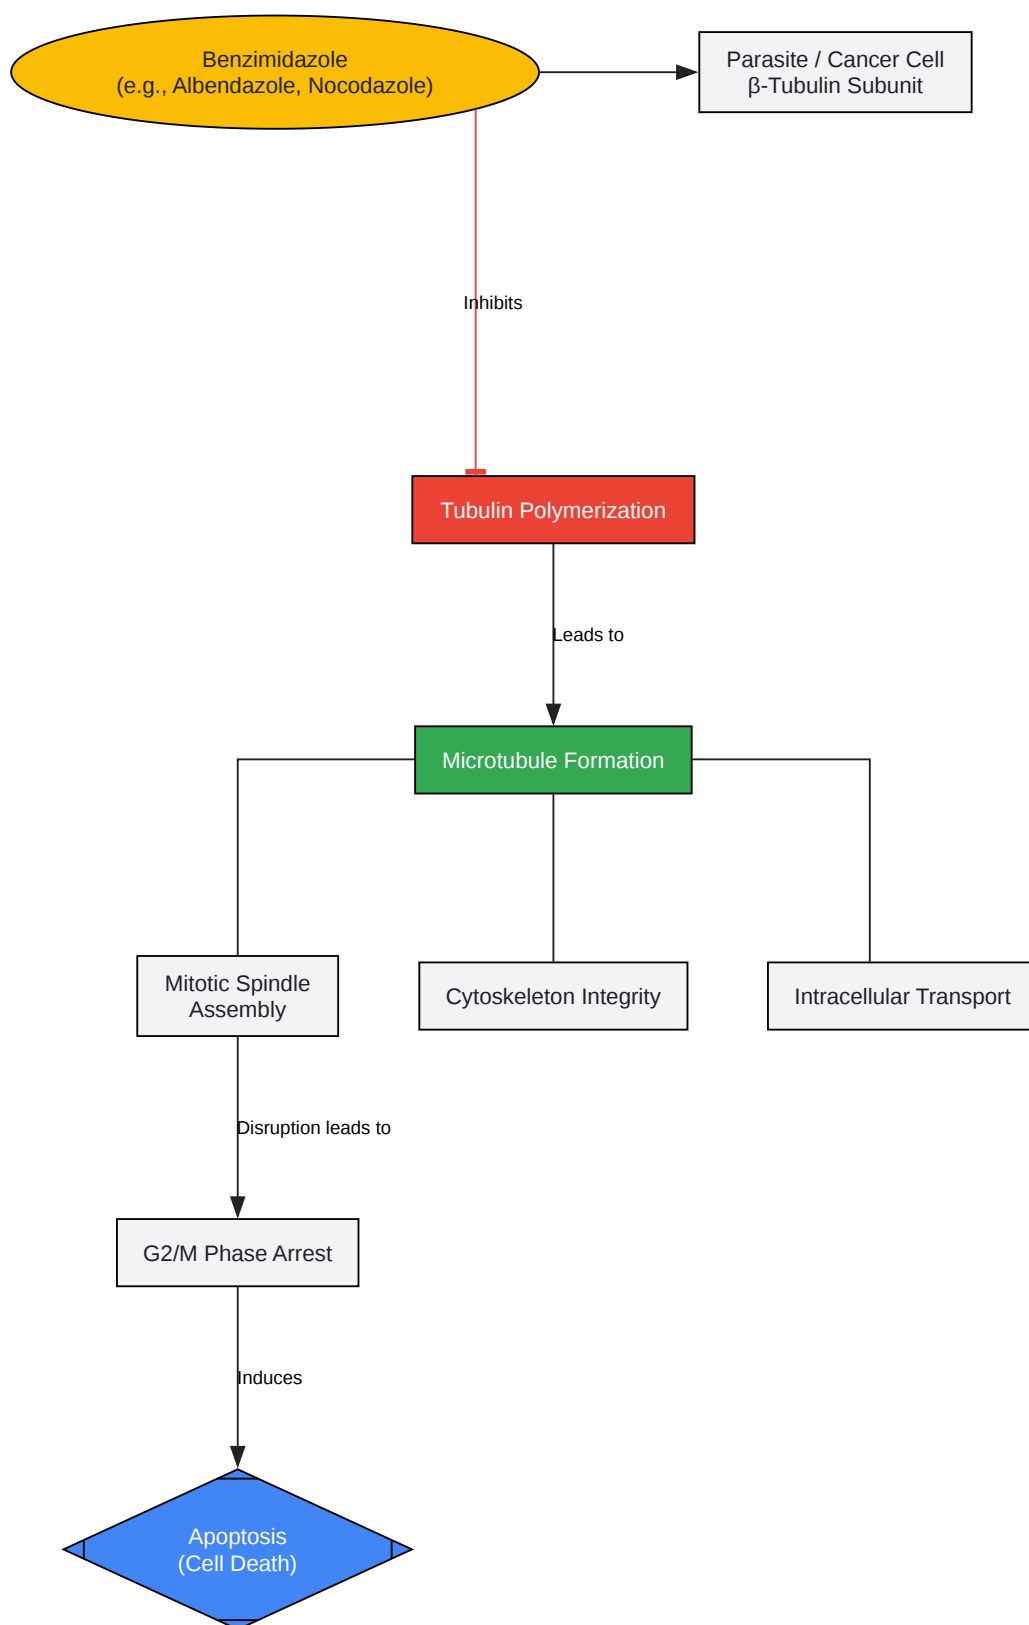 Benzimidazole
(e.g., Albendazole, Nocodazole)
Parasite / Cancer Cell
β-Tubulin Subunit
Inhibits
Tubulin Polymerization
Leads to
Microtubule Formation
Mitotic Spindle
Assembly
Cytoskeleton Integrity
Intracellular Transport
Disruption leads to
G2/M Phase Arrest
Induces
Apoptosis
(Cell Death)